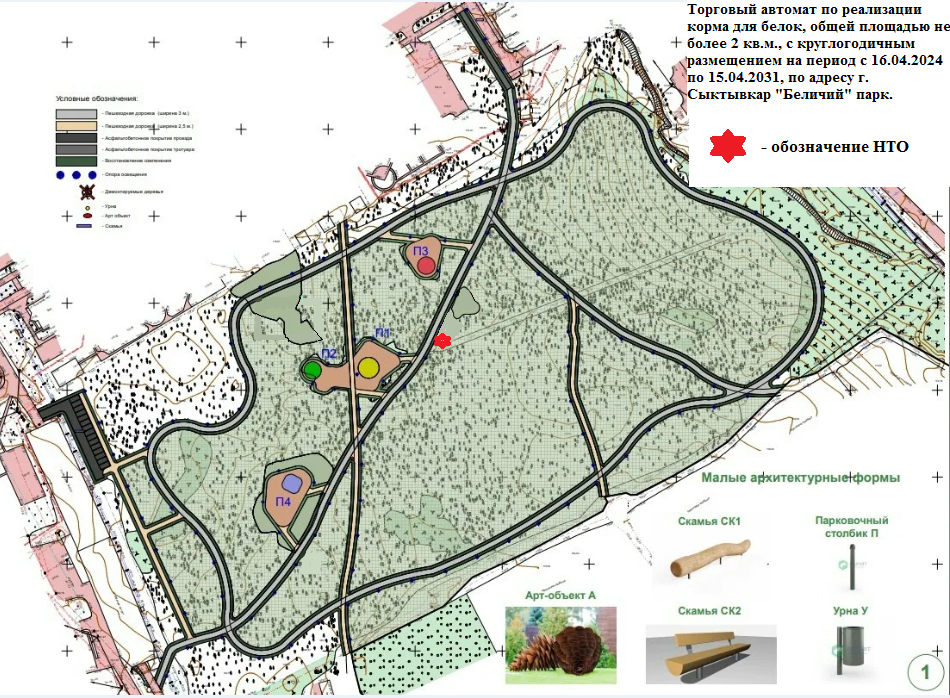 Торговый автомат по реализации
корма для белок, общей площадью не
более 2 кв.м., с круглогодичным
размещением на период с 16.04.2024
по 15.04.2031, по адресу г.
Сыктывкар "Беличий" парк.
- обозначение НТО
Условные обозначения:
- Пешеходная дорожка (ширина 3 м.)
- Пешеходная дорожка (ширина 2,5 м.)
- Асфальтобетонное покрытие проезда
- Асфальтобетонное покрытие тротуара
- Восстановление озеленения
- Опора освещения
- Демонтируемые деревья
- Урна
- Арт объект
- Скамья
П3
П1
П2
П4
Малые архитектурные формы
Скамья СК1
Парковочный
столбик П
Арт-объект А
Скамья СК2
Урна У
1